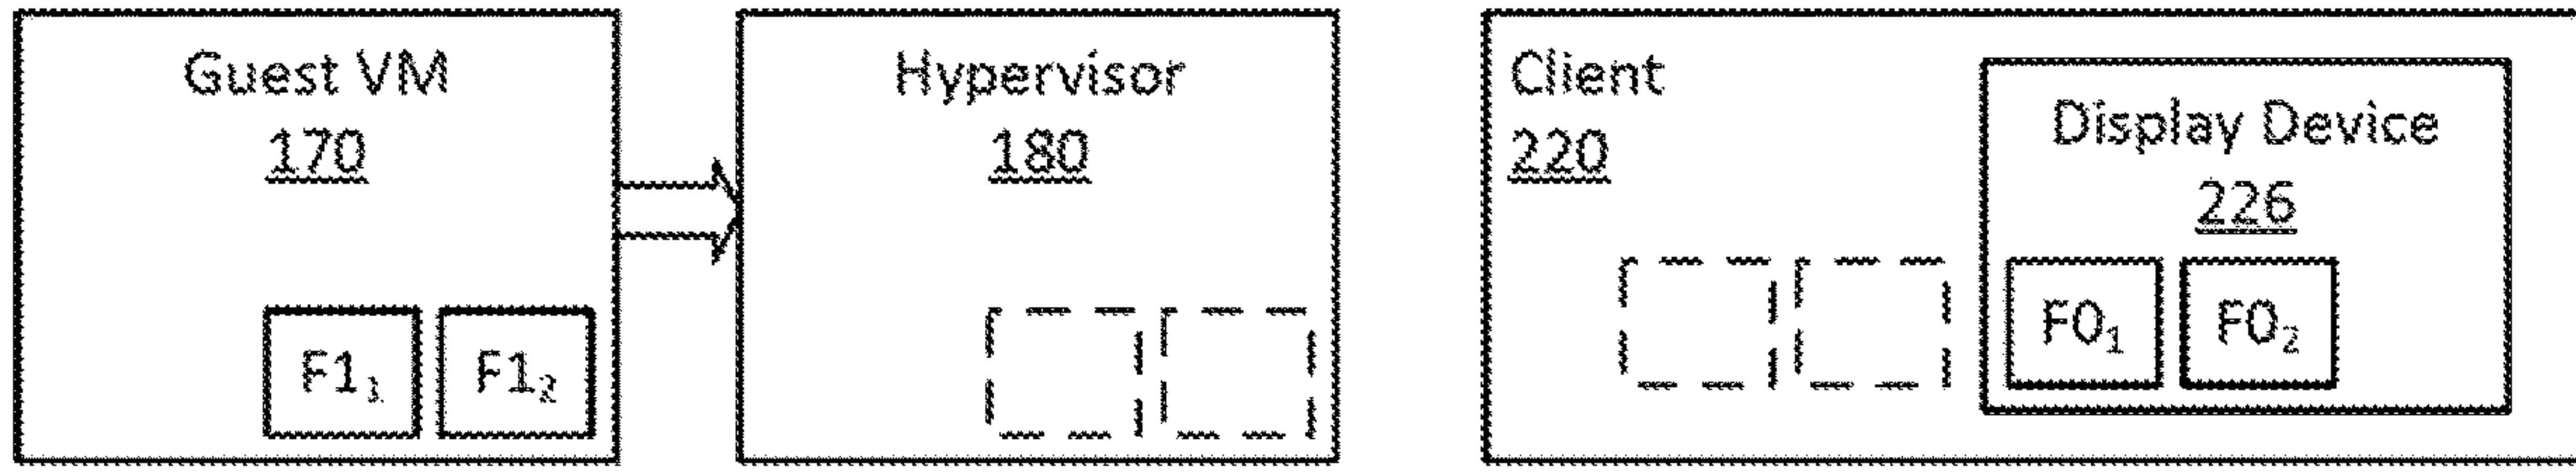 Guest VM
170
F1₁ F1₂
Hypervisor
180
Client
220
Display Device
226
F0₁ F0₂